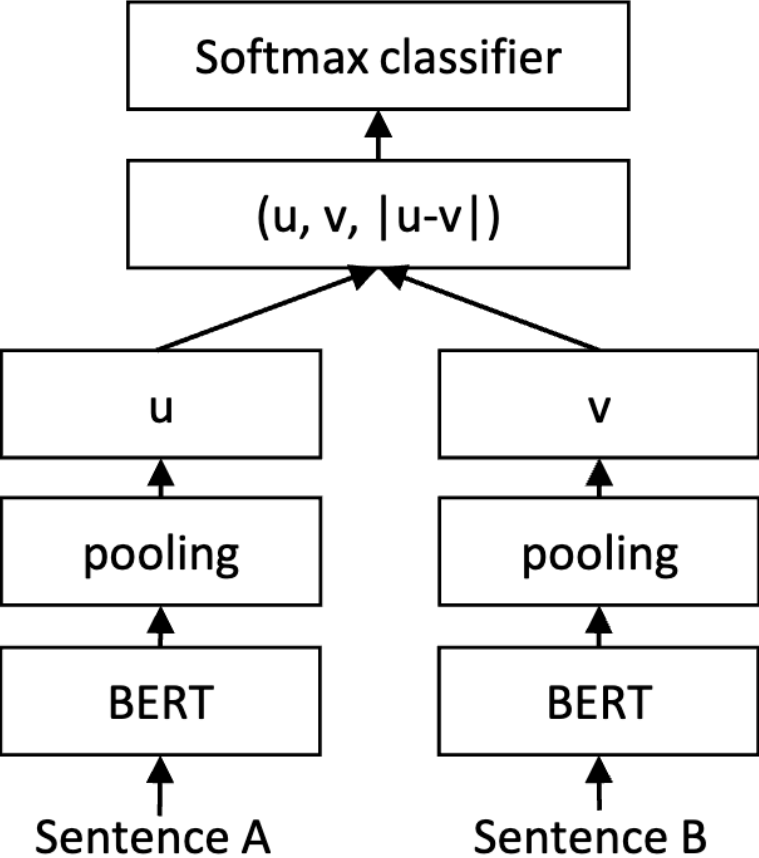 Softmax classifier
(u, v, |u-v|)
u
v
pooling
pooling
BERT
BERT
Sentence A
Sentence B